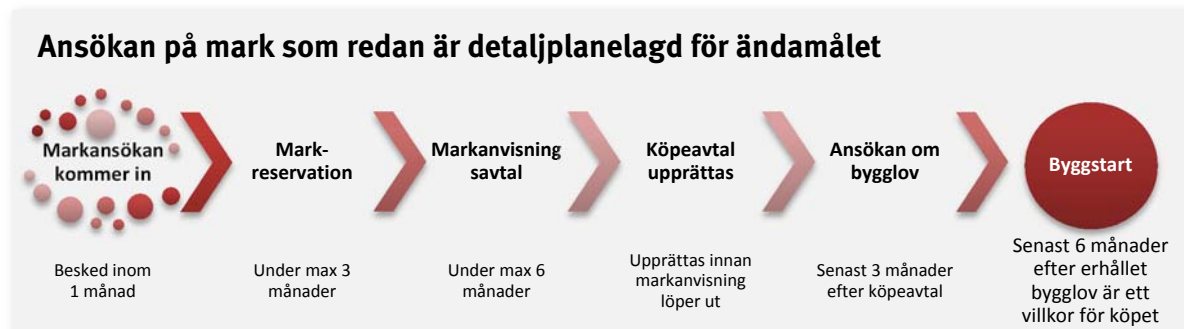 Ansökan på mark som redan är detaljplanelagd för ändamålet
Markansökan
kommer in
Mark-
reservation
Markanvisning
savtal
Köpeavtal
upprättas
Ansökan om
bygglov
Byggstart
Besked inom
1 månad
Under max 3
månader
Under max 6
månader
Upprättas innan
markanvisning
löper ut
Senast 3 månader
efter köpeavtal
Senast 6 månader
efter erhållet
bygglov är ett
villkor för köpet